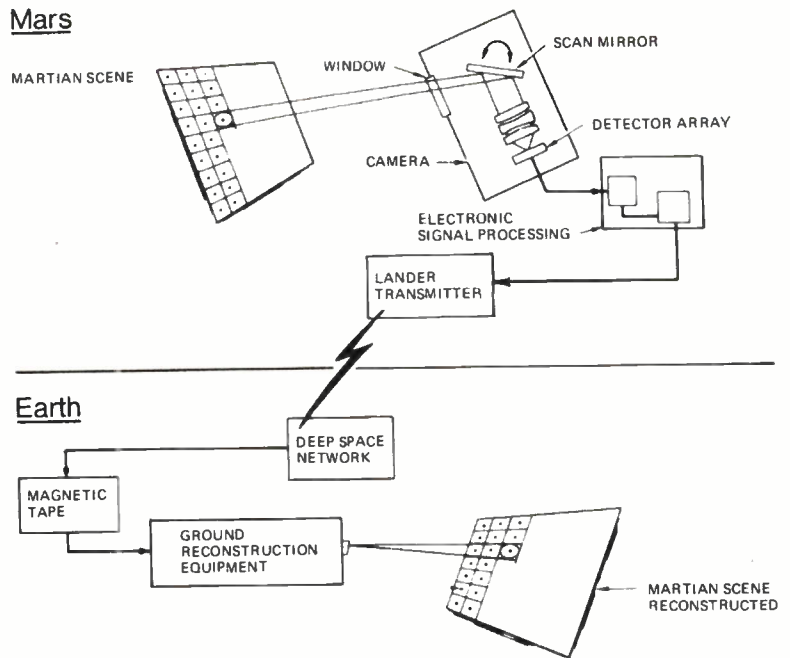 Mars
MARTIAN SCENE
WINDOW
SCAN MIRROR
DETECTOR ARRAY
CAMERA
ELECTRONIC
SIGNAL PROCESSING
LANDER
TRANSMITTER
Earth
DEEP SPACE
NETWORK
MAGNETIC
TAPE
GROUND
RECONSTRUCTION
EQUIPMENT
MARTIAN SCENE
RECONSTRUCTED